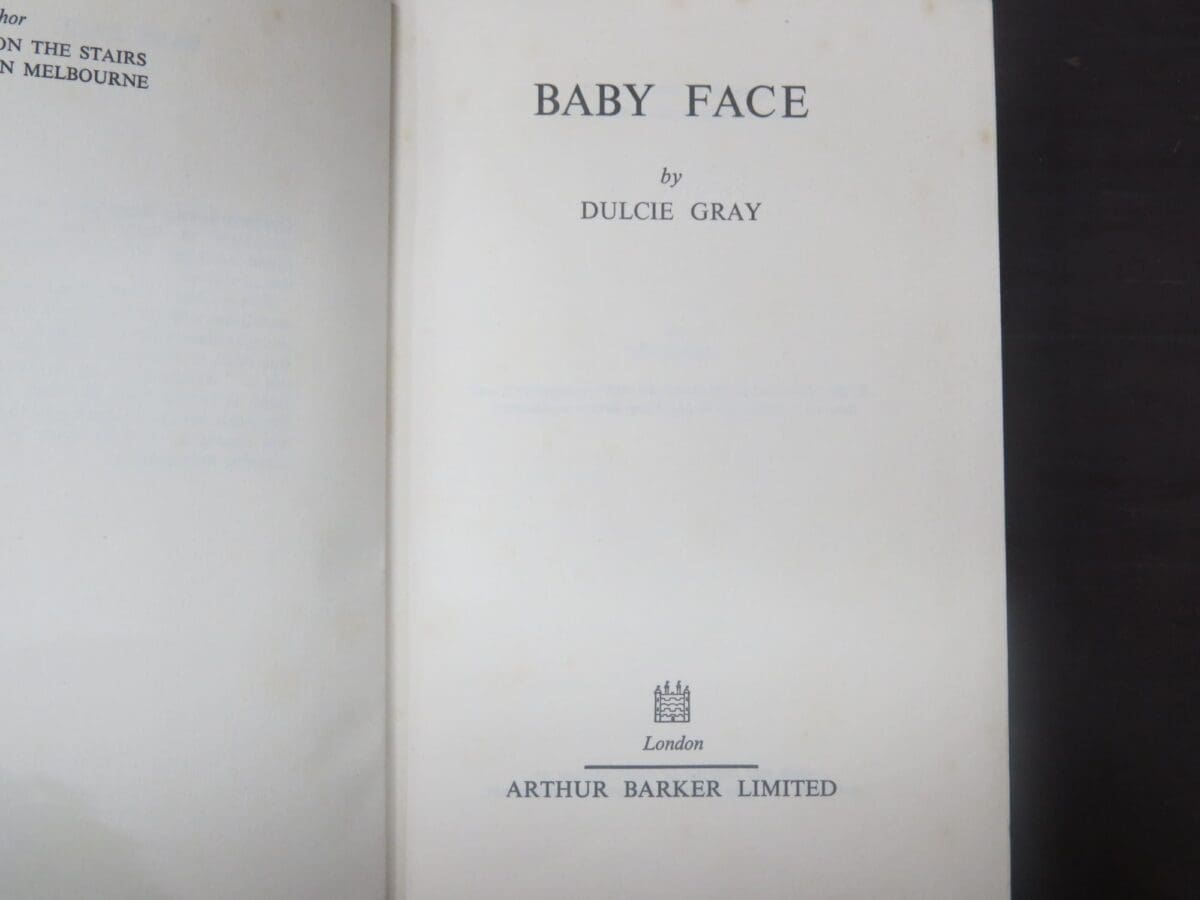 hor
ON THE STAIRS
N MELBOURNE
BABY FACE
by
DULCIE GRAY
London
ARTHUR BARKER LIMITED